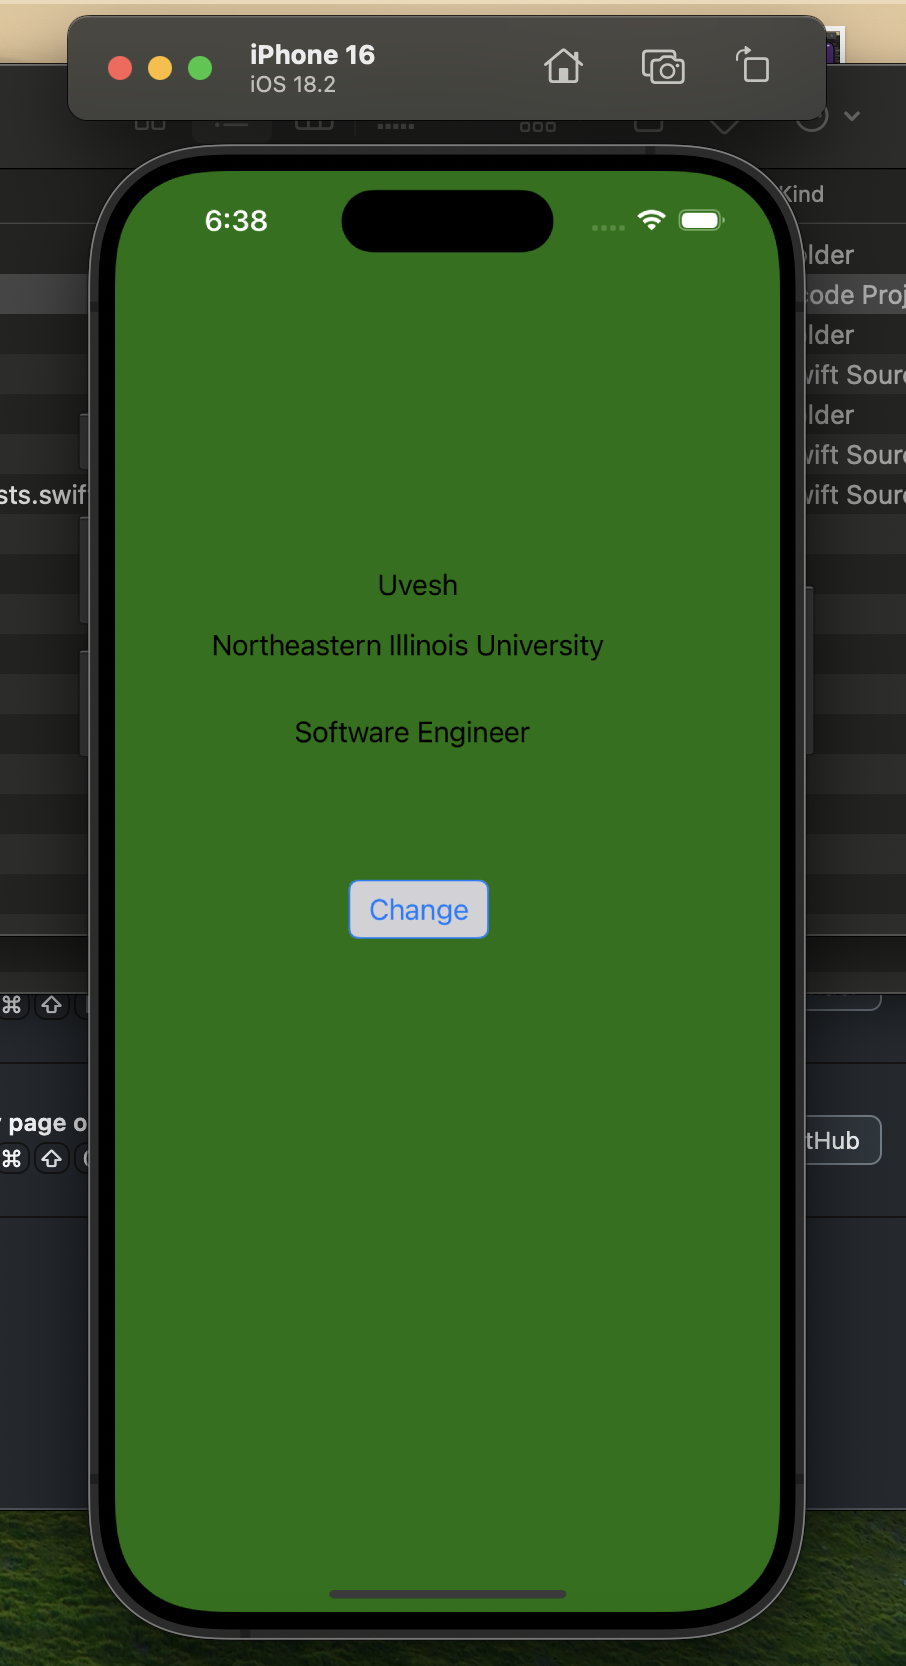 iPhone 16
iOS 18.2
Kind
6:38
older
code Proj
older
wift Sourc
older
wift Sourc
sts.swif
wift Sourc
Uvesh
Northeastern Illinois University
Software Engineer
Change
⌘ ⇧
page o
tHub
⌘ ⇧